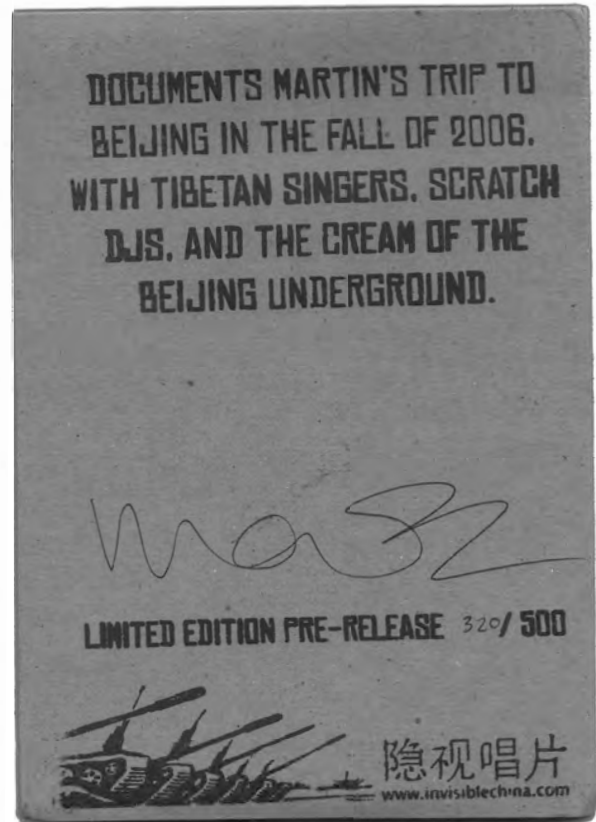 DOCUMENTS MARTIN'S TRIP TO
BEIJING IN THE FALL OF 2006.
WITH TIBETAN SINGERS. SCRATCH
DJS. AND THE CREAM OF THE
BEIJING UNDERGROUND.
LIMITED EDITION PRE-RELEASE 320/ 500
隐视唱片
www.invisiblechina.com